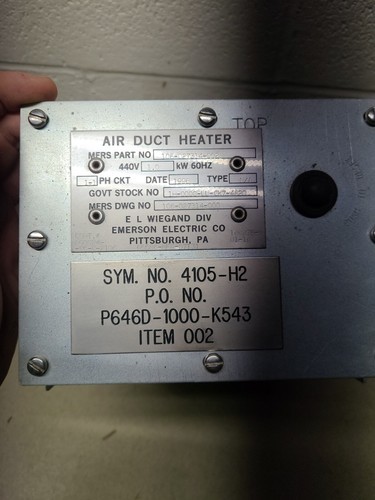 TOP
AIR DUCT HEATER
MFRS PART NO
440V kW 60HZ
PH CKT DATE TYPE
GOVT STOCK NO
MFRS DWG NO
E L WIEGAND DIV
EMERSON ELECTRIC CO
PITTSBURGH, PA
SYM. NO. 4105-H2
P.O. NO.
P646D-1000-K543
ITEM 002